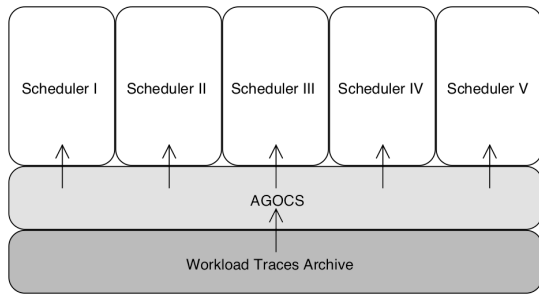 Scheduler I
Scheduler II
Scheduler III
Scheduler IV
Scheduler V
AGOCS
Workload Traces Archive